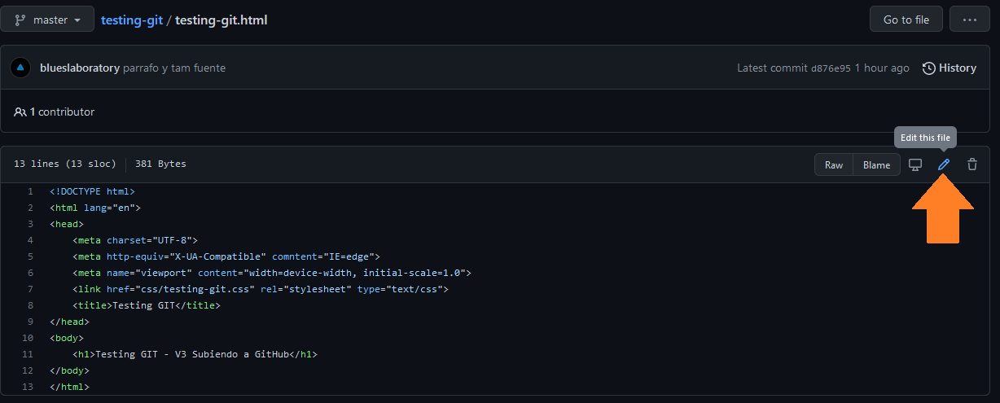 master testing-git / testing-git.html Go to file ...
blueslaboratory parrafo y tam fuente Latest commit d876e95 1 hour ago History
1 contributor
Edit this file
13 lines (13 sloc) 381 Bytes Raw Blame
1 <!DOCTYPE html>
2 <html lang="en">
3 <head>
4     <meta charset="UTF-8">
5     <meta http-equiv="X-UA-Compatible" comntent="IE=edge">
6     <meta name="viewport" content="width=device-width, initial-scale=1.0">
7     <link href="css/testing-git.css" rel="stylesheet" type="text/css">
8     <title>Testing GIT</title>
9 </head>
10 <body>
11     <h1>Testing GIT - V3 Subiendo a GitHub</h1>
12 </body>
13 </html>